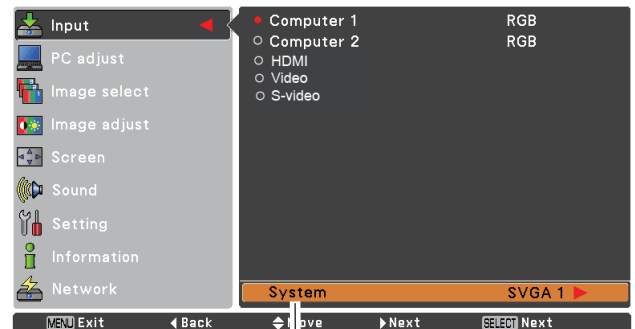 Input
PC adjust
Image select
Image adjust
Screen
Sound
Setting
Information
Network
Computer 1 RGB
Computer 2 RGB
HDMI
Video
S-video
System SVGA 1
MENU Exit Back Move Next SELECT Next